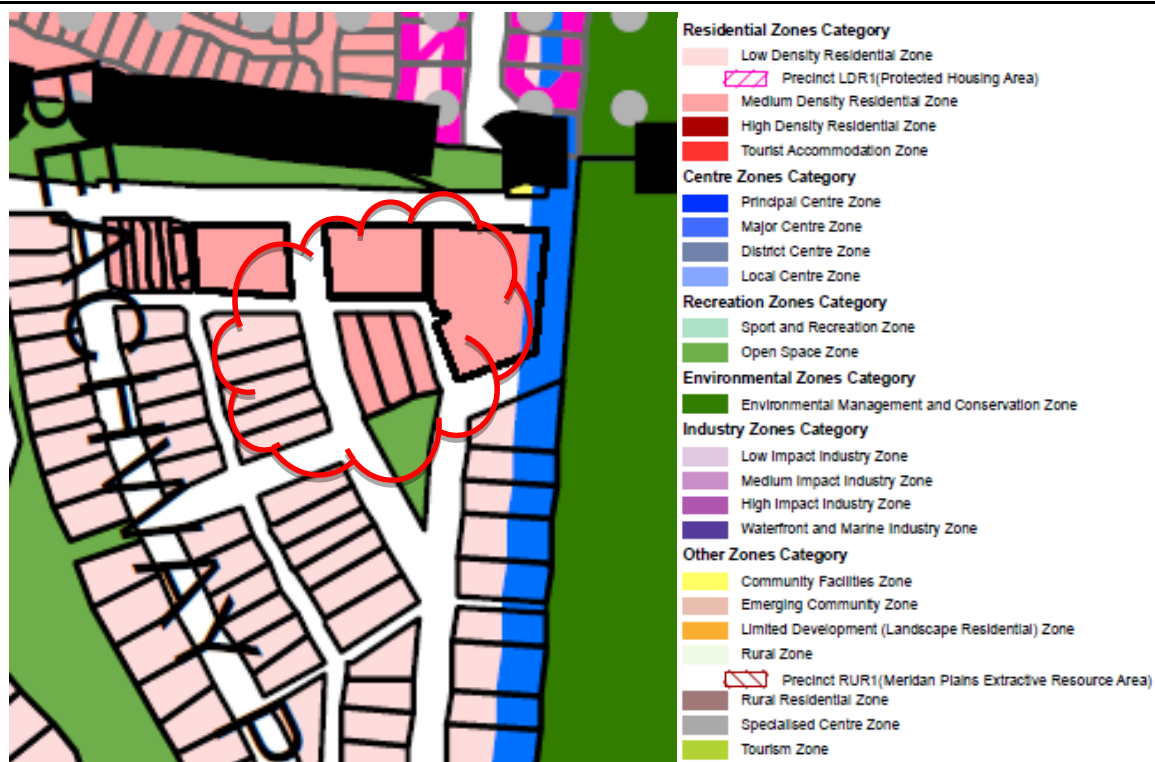 BEACHWAY P
Residential Zones Category
Low Density Residential Zone
Precinct LDR1(Protected Housing Area)
Medium Density Residential Zone
High Density Residential Zone
Tourist Accommodation Zone
Centre Zones Category
Principal Centre Zone
Major Centre Zone
District Centre Zone
Local Centre Zone
Recreation Zones Category
Sport and Recreation Zone
Open Space Zone
Environmental Zones Category
Environmental Management and Conservation Zone
Industry Zones Category
Low Impact Industry Zone
Medium Impact Industry Zone
High Impact Industry Zone
Waterfront and Marine Industry Zone
Other Zones Category
Community Facilities Zone
Emerging Community Zone
Limited Development (Landscape Residential) Zone
Rural Zone
Precinct RUR1(Meridan Plains Extractive Resource Area)
Rural Residential Zone
Specialised Centre Zone
Tourism Zone